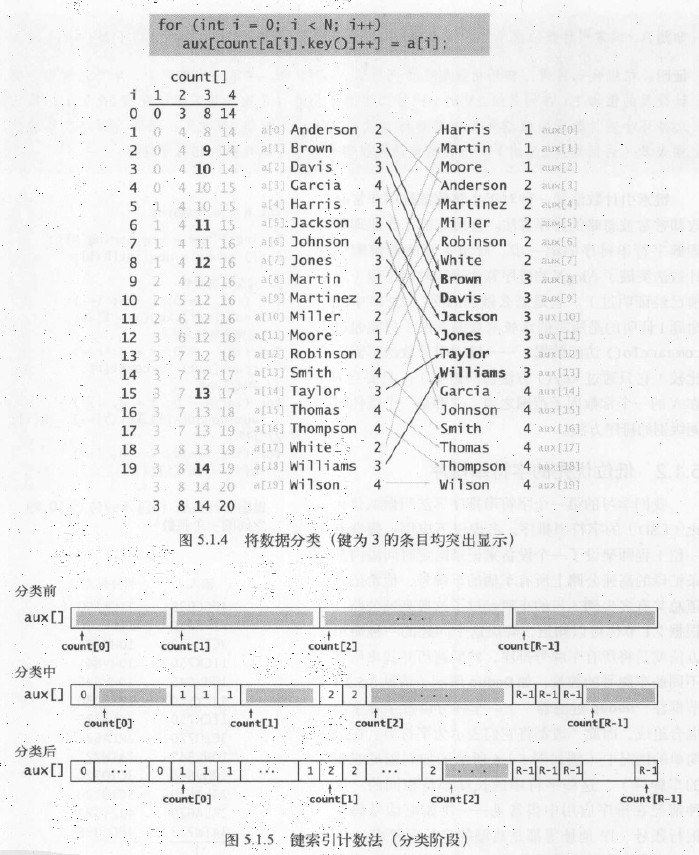 for (int i = 0; i < N; i++)
aux[count[a[i].key()]++] = a[i];
count[]
i 1 2 3 4
0 0 3 8 14
1 0 4 8 14 a[0] Anderson 2 Harris 1 aux[0]
2 0 4 9 14 a[1] Brown 3 Martin 1 aux[1]
3 0 4 10 14 a[2] Davis 3 Moore 1 aux[2]
4 0 4 10 15 a[3] Garcia 4 Anderson 2 aux[3]
5 1 4 10 15 a[4] Harris 1 Martinez 2 aux[4]
6 1 4 11 15 a[5] Jackson 3 Miller 2 aux[5]
7 1 4 11 16 a[6] Johnson 4 Robinson 2 aux[6]
8 1 4 12 16 a[7] Jones 3 White 2 aux[7]
9 2 4 12 16 a[8] Martin 1 Brown 3 aux[8]
10 2 5 12 16 a[9] Martinez 2 Davis 3 aux[9]
11 2 6 12 16 a[10] Miller 2 Jackson 3 aux[10]
12 3 6 12 16 a[11] Moore 1 Jones 3 aux[11]
13 3 7 12 16 a[12] Robinson 2 Taylor 3 aux[12]
14 3 7 12 17 a[13] Smith 4 Williams 3 aux[13]
15 3 7 13 17 a[14] Taylor 3 Garcia 4 aux[14]
16 3 7 13 18 a[15] Thomas 4 Johnson 4 aux[15]
17 3 7 13 19 a[16] Thompson 4 Smith 4 aux[16]
18 3 8 13 19 a[17] White 2 Thomas 4 aux[17]
19 3 8 14 19 a[18] Williams 3 Thompson 4 aux[18]
3 8 14 20 a[19] Wilson 4 Wilson 4 aux[19]
3 8 14 20
图 5.1.4 将数据分类（键为 3 的条目均突出显示）
分类前
aux[] . . .
count[0] count[1] count[2] count[R-1]
分类中
aux[] 0 1 1 1 2 2 . . . R-1 R-1 R-1
count[0] count[1] count[2] count[R-1]
分类后
aux[] 0 ... 0 1 1 ... 1 2 2 ... 2 ... R-1 R-1 R-1 ... R-1
count[0] count[1] count[2] count[R-1]
图 5.1.5 键索引计数法（分类阶段）